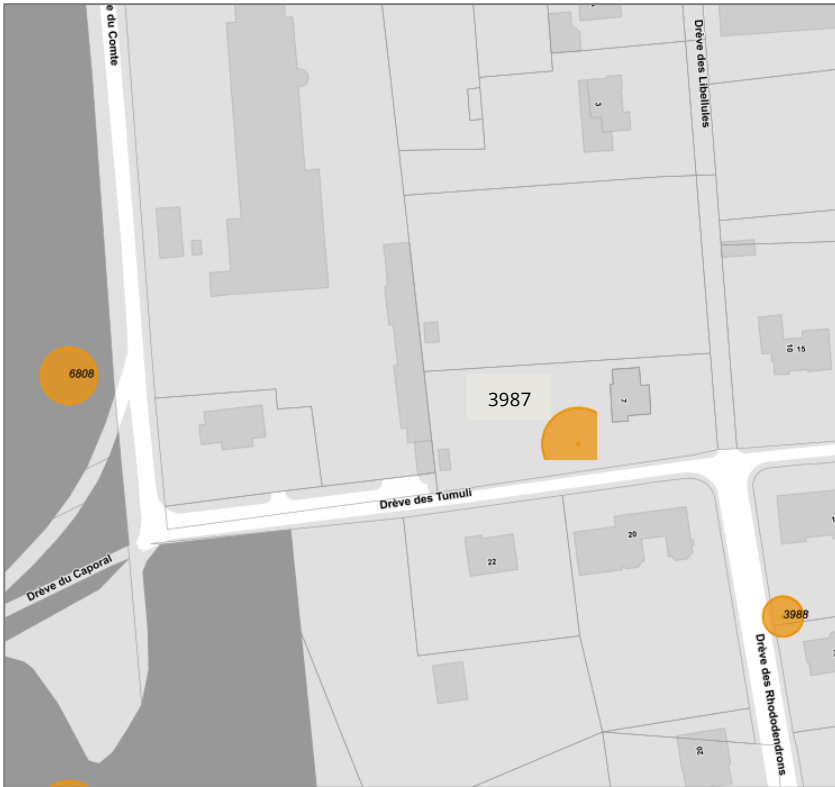 e du Comte
Drève des Libellules
3
10 15
6808
3987
7
Drève des Tumuli
20
22
Drève du Caporal
3988
Drève des Rhododendrons
20